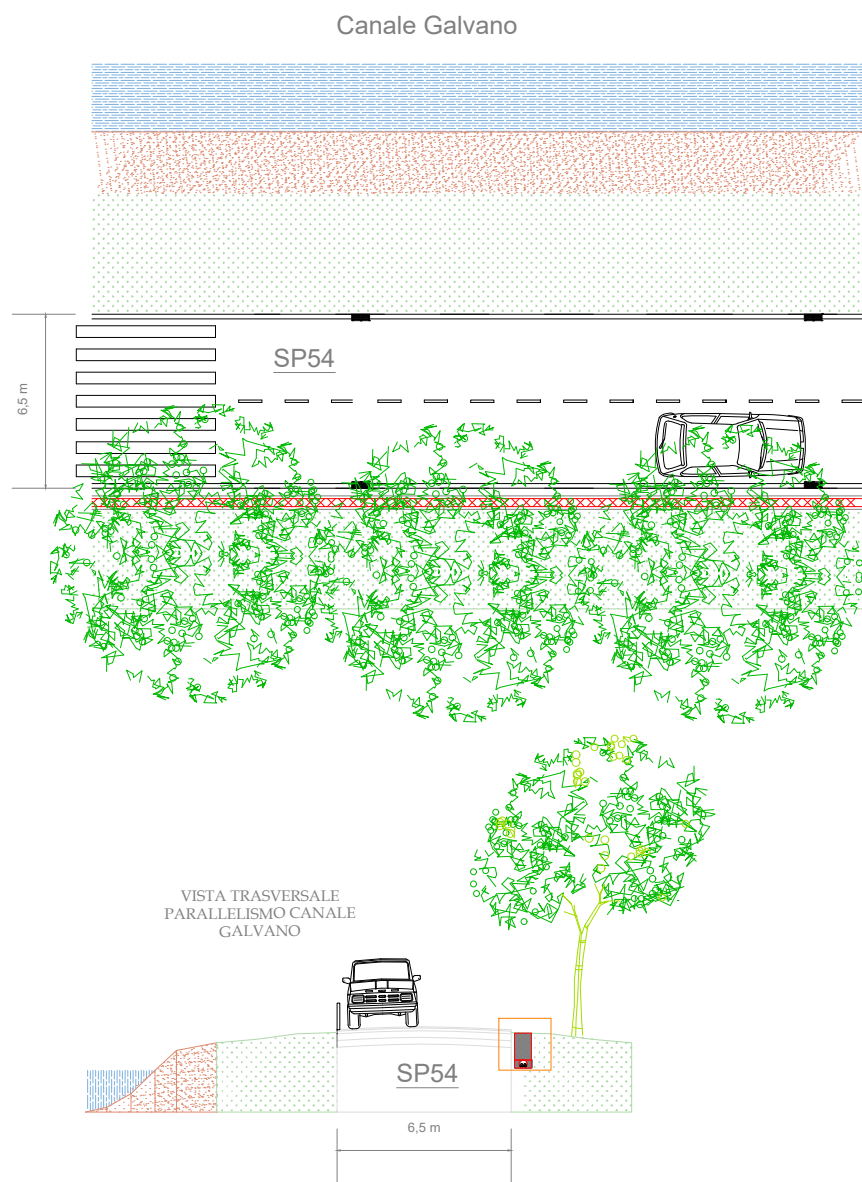 Canale Galvano
SP54
6,5 m
VISTA TRASVERSALE
PARALLELISMO CANALE
GALVANO
SP54
6,5 m